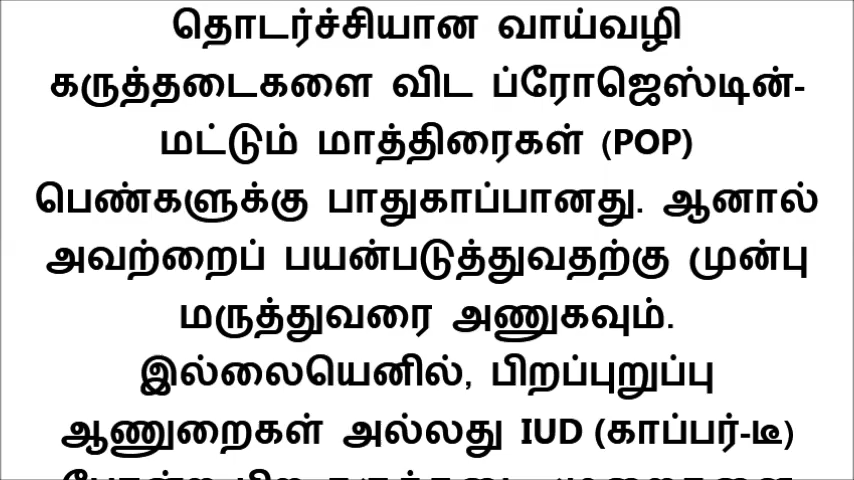 தொடர்ச்சியான வாய்வழி
கருத்தடைகளை விட ப்ரோஜெஸ்டின்-
மட்டும் மாத்திரைகள் (POP)
பெண்களுக்கு பாதுகாப்பானது. ஆனால்
அவற்றைப் பயன்படுத்துவதற்கு முன்பு
மருத்துவரை அணுகவும்.
இல்லையெனில், பிறப்புறுப்பு
ஆணுறைகள் அல்லது IUD (காப்பர்-டீ)